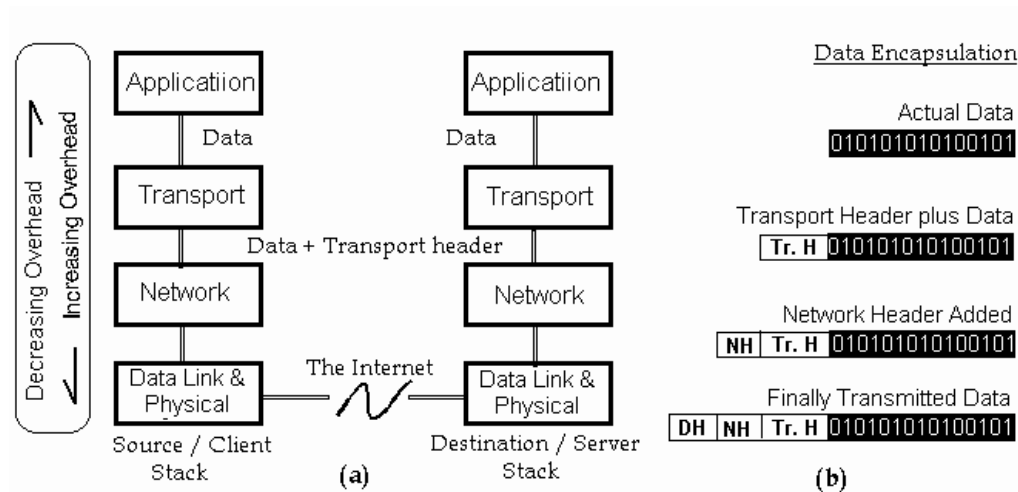 Decreasing Overhead
Increasing Overhead
Applicatiion
Data
Transport
Network
Data Link &
Physical
Source / Client
Stack
Data + Transport header
The Internet
(a)
Applicatiion
Data
Transport
Network
Data Link &
Physical
Destination / Server
Stack
Data Encapsulation
Actual Data
010101010100101
Transport Header plus Data
Tr. H 010101010100101
Network Header Added
NH Tr. H 010101010100101
Finally Transmitted Data
DH NH Tr. H 010101010100101
(b)